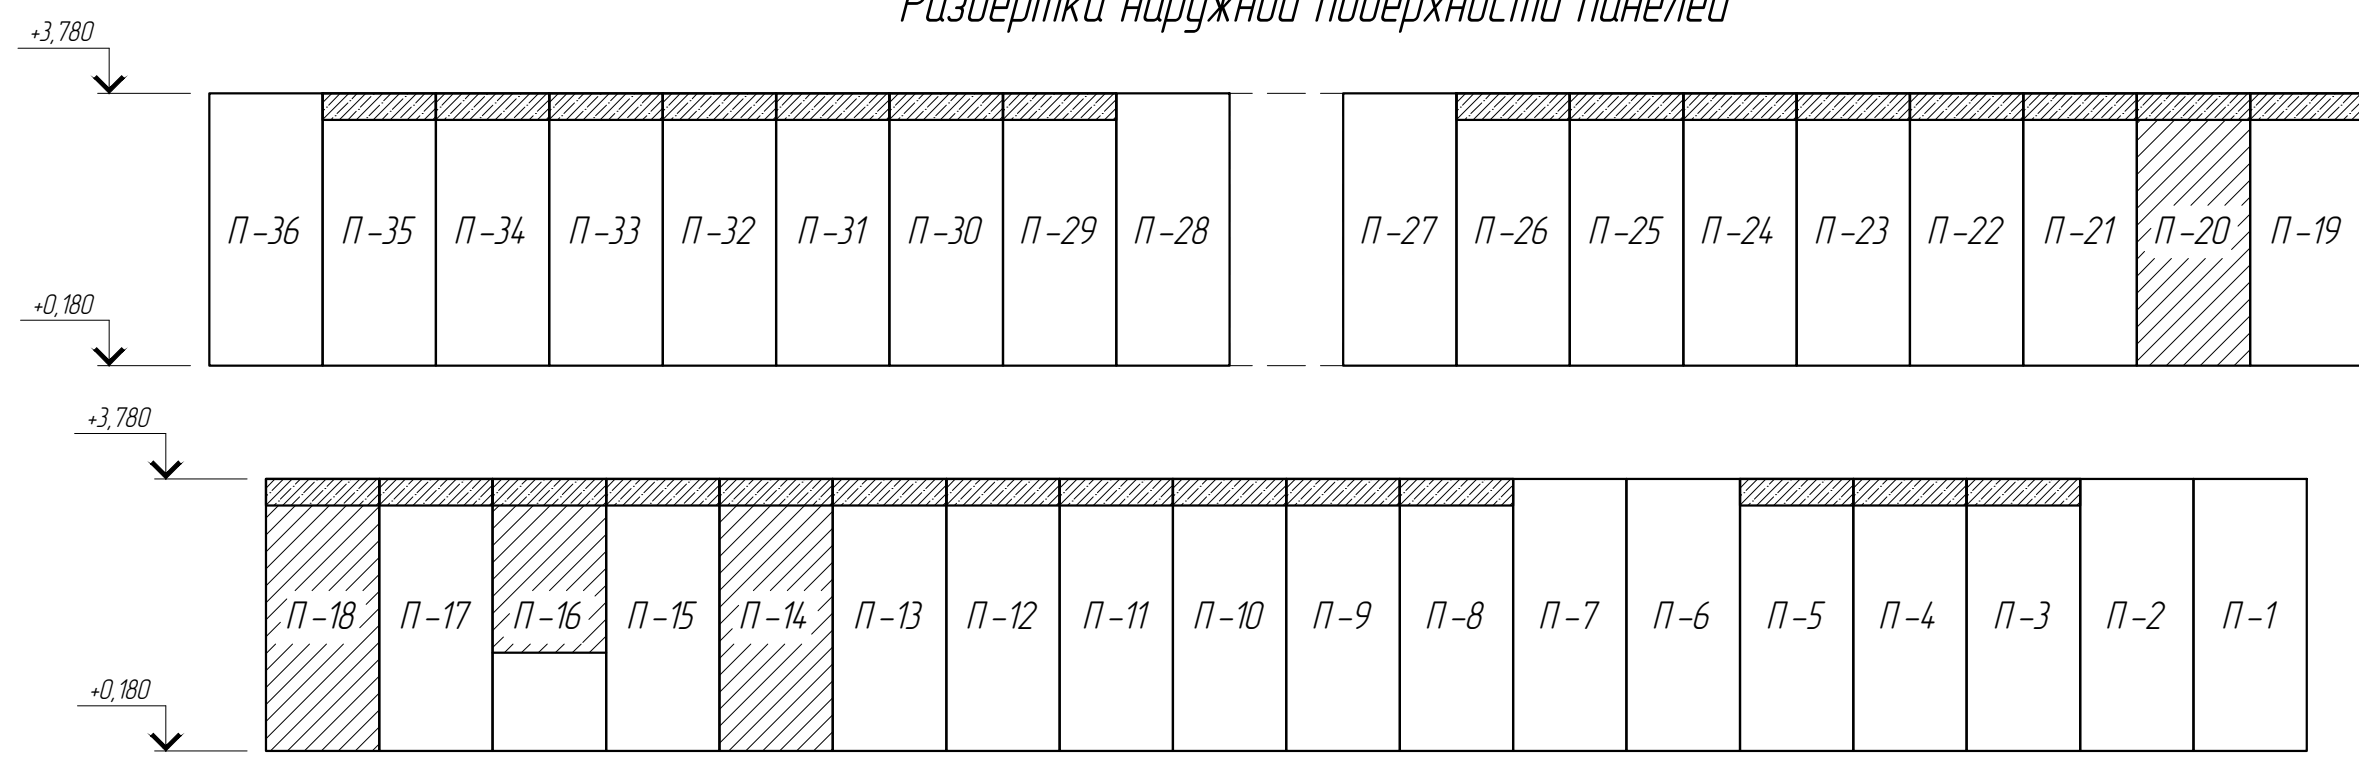 Развертка наружной поверхности панелей
+3,780
П-36 П-35 П-34 П-33 П-32 П-31 П-30 П-29 П-28 П-27 П-26 П-25 П-24 П-23 П-22 П-21 П-20 П-19
+0,180
+3,780
П-18 П-17 П-16 П-15 П-14 П-13 П-12 П-11 П-10 П-9 П-8 П-7 П-6 П-5 П-4 П-3 П-2 П-1
+0,180